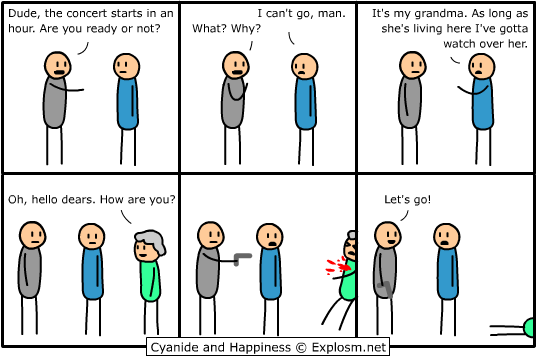 Dude, the concert starts in an
hour. Are you ready or not?
I can't go, man.
What? Why?
It's my grandma. As long as
she's living here I've gotta
watch over her.
Oh, hello dears. How are you?
Let's go!
Cyanide and Happiness © Explosm.net